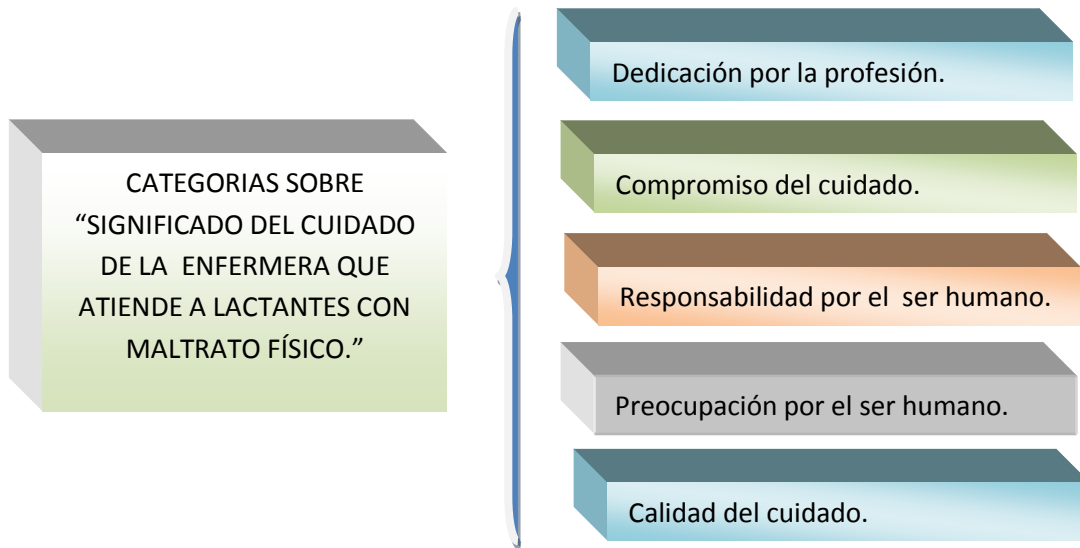 CATEGORIAS SOBRE
“SIGNIFICADO DEL CUIDADO
DE LA ENFERMERA QUE
ATIENDE A LACTANTES CON
MALTRATO FÍSICO.”
Dedicación por la profesión.
Compromiso del cuidado.
Responsabilidad por el ser humano.
Preocupación por el ser humano.
Calidad del cuidado.